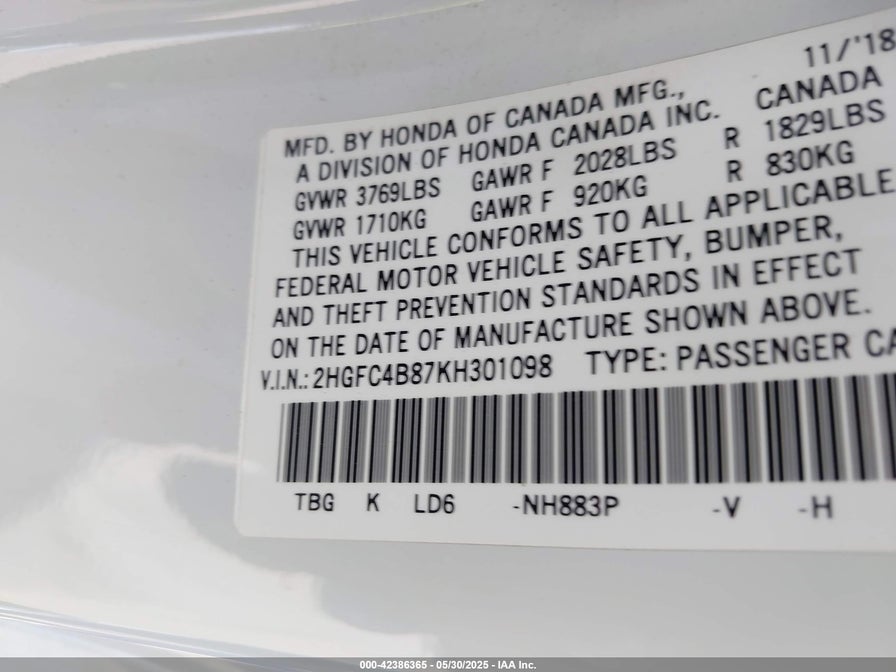 11/'18
MFD. BY HONDA OF CANADA MFG.,
A DIVISION OF HONDA CANADA INC. CANADA
GVWR 3769LBS GAWR F 2028LBS R 1829LBS
GVWR 1710KG GAWR F 920KG R 830KG
THIS VEHICLE CONFORMS TO ALL APPLICABLE
FEDERAL MOTOR VEHICLE SAFETY, BUMPER,
AND THEFT PREVENTION STANDARDS IN EFFECT
ON THE DATE OF MANUFACTURE SHOWN ABOVE.
V.I.N.: 2HGFC4B87KH301098 TYPE: PASSENGER CA
TBG K LD6 -NH883P -V -H
000-42386365 - 05/30/2025 - IAA Inc.